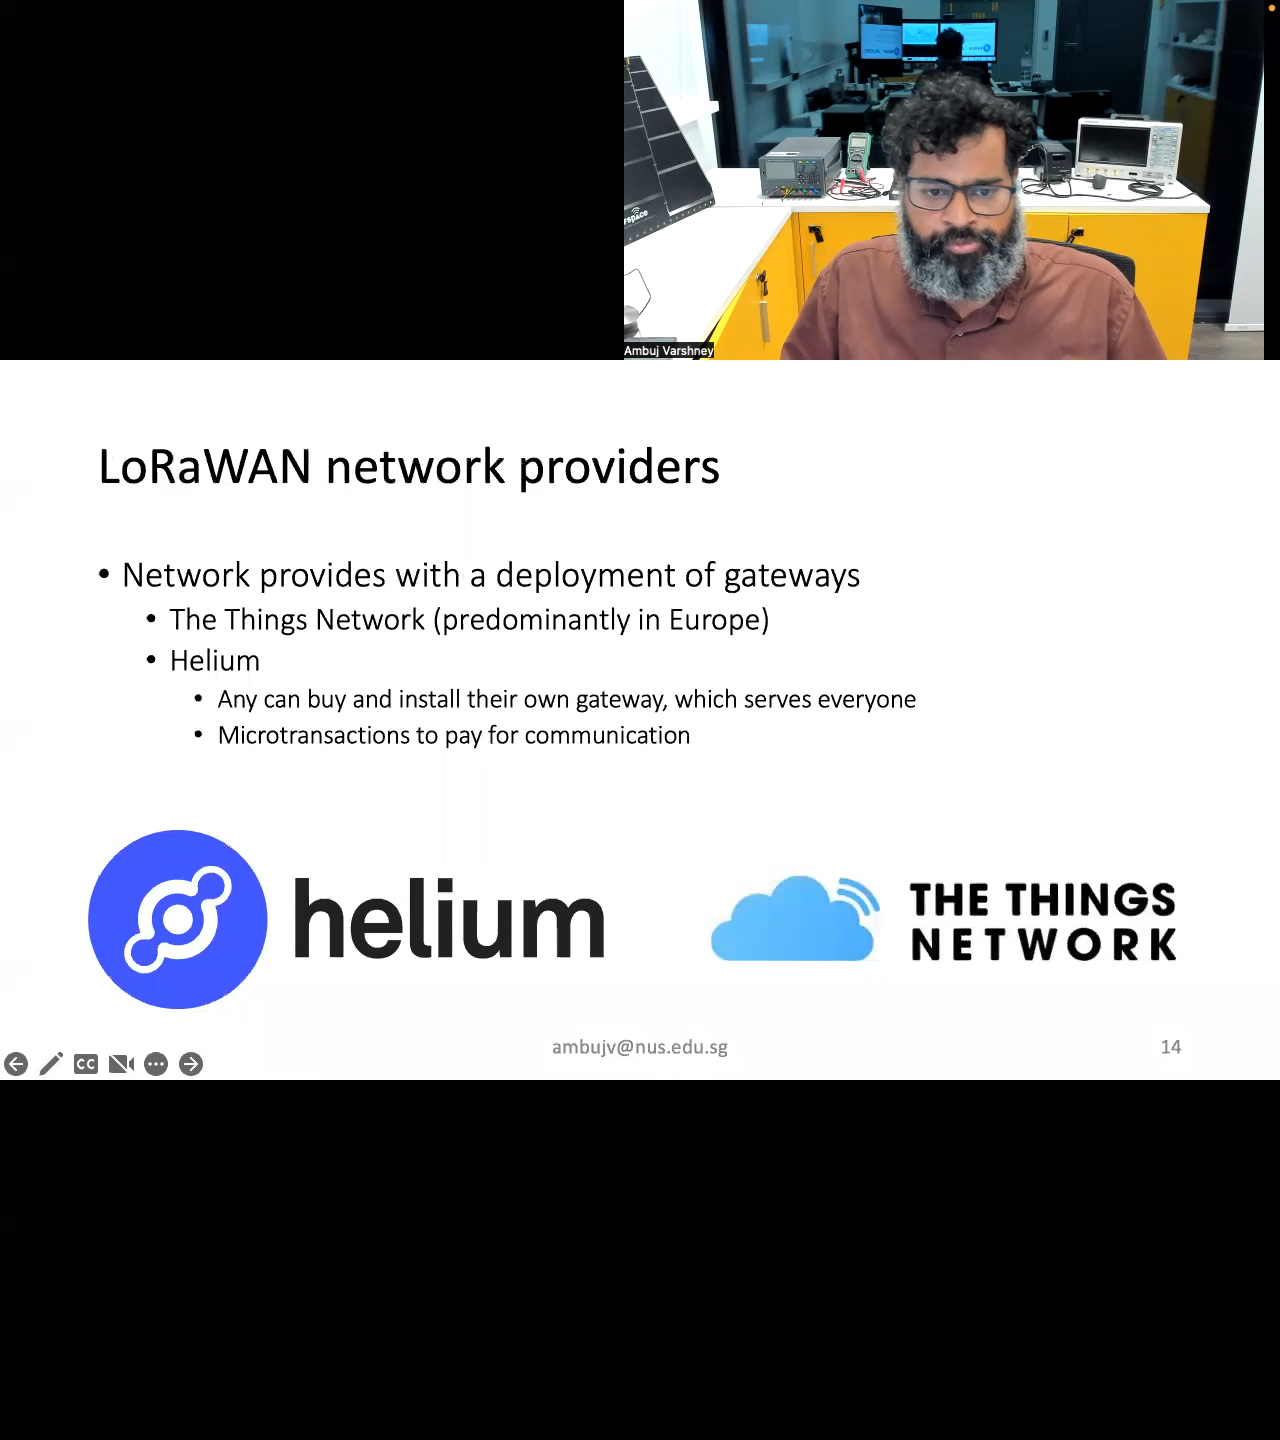 rspace
Ambuj Varshney
LoRaWAN network providers
• Network provides with a deployment of gateways
• The Things Network (predominantly in Europe)
• Helium
• Any can buy and install their own gateway, which serves everyone
• Microtransactions to pay for communication
helium
THE THINGS
NETWORK
CC
ambujv@nus.edu.sg
14